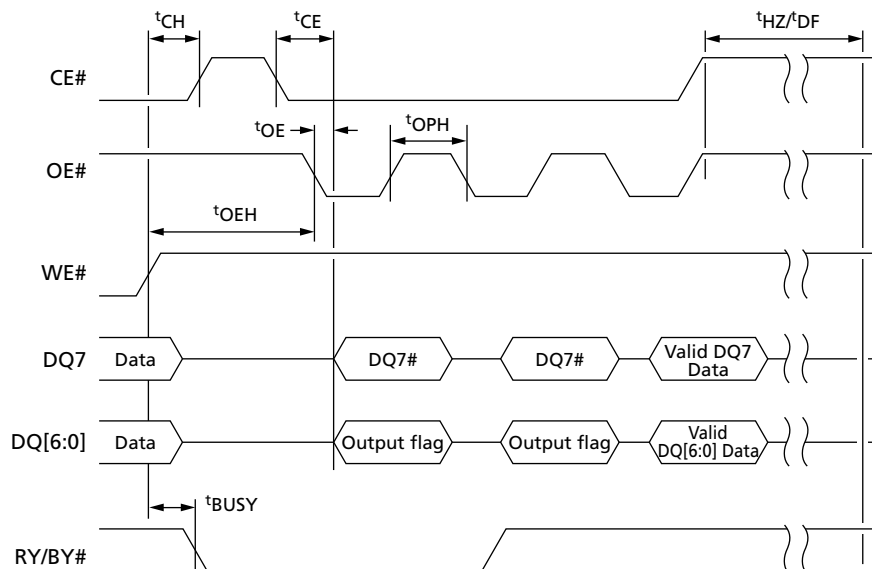 tCH
tCE
tHZ/tDF
CE#
tOE
tOPH
OE#
tOEH
WE#
DQ7
Data
DQ7#
DQ7#
Valid DQ7
Data
DQ[6:0]
Data
Output flag
Output flag
Valid
DQ[6:0] Data
tBUSY
RY/BY#